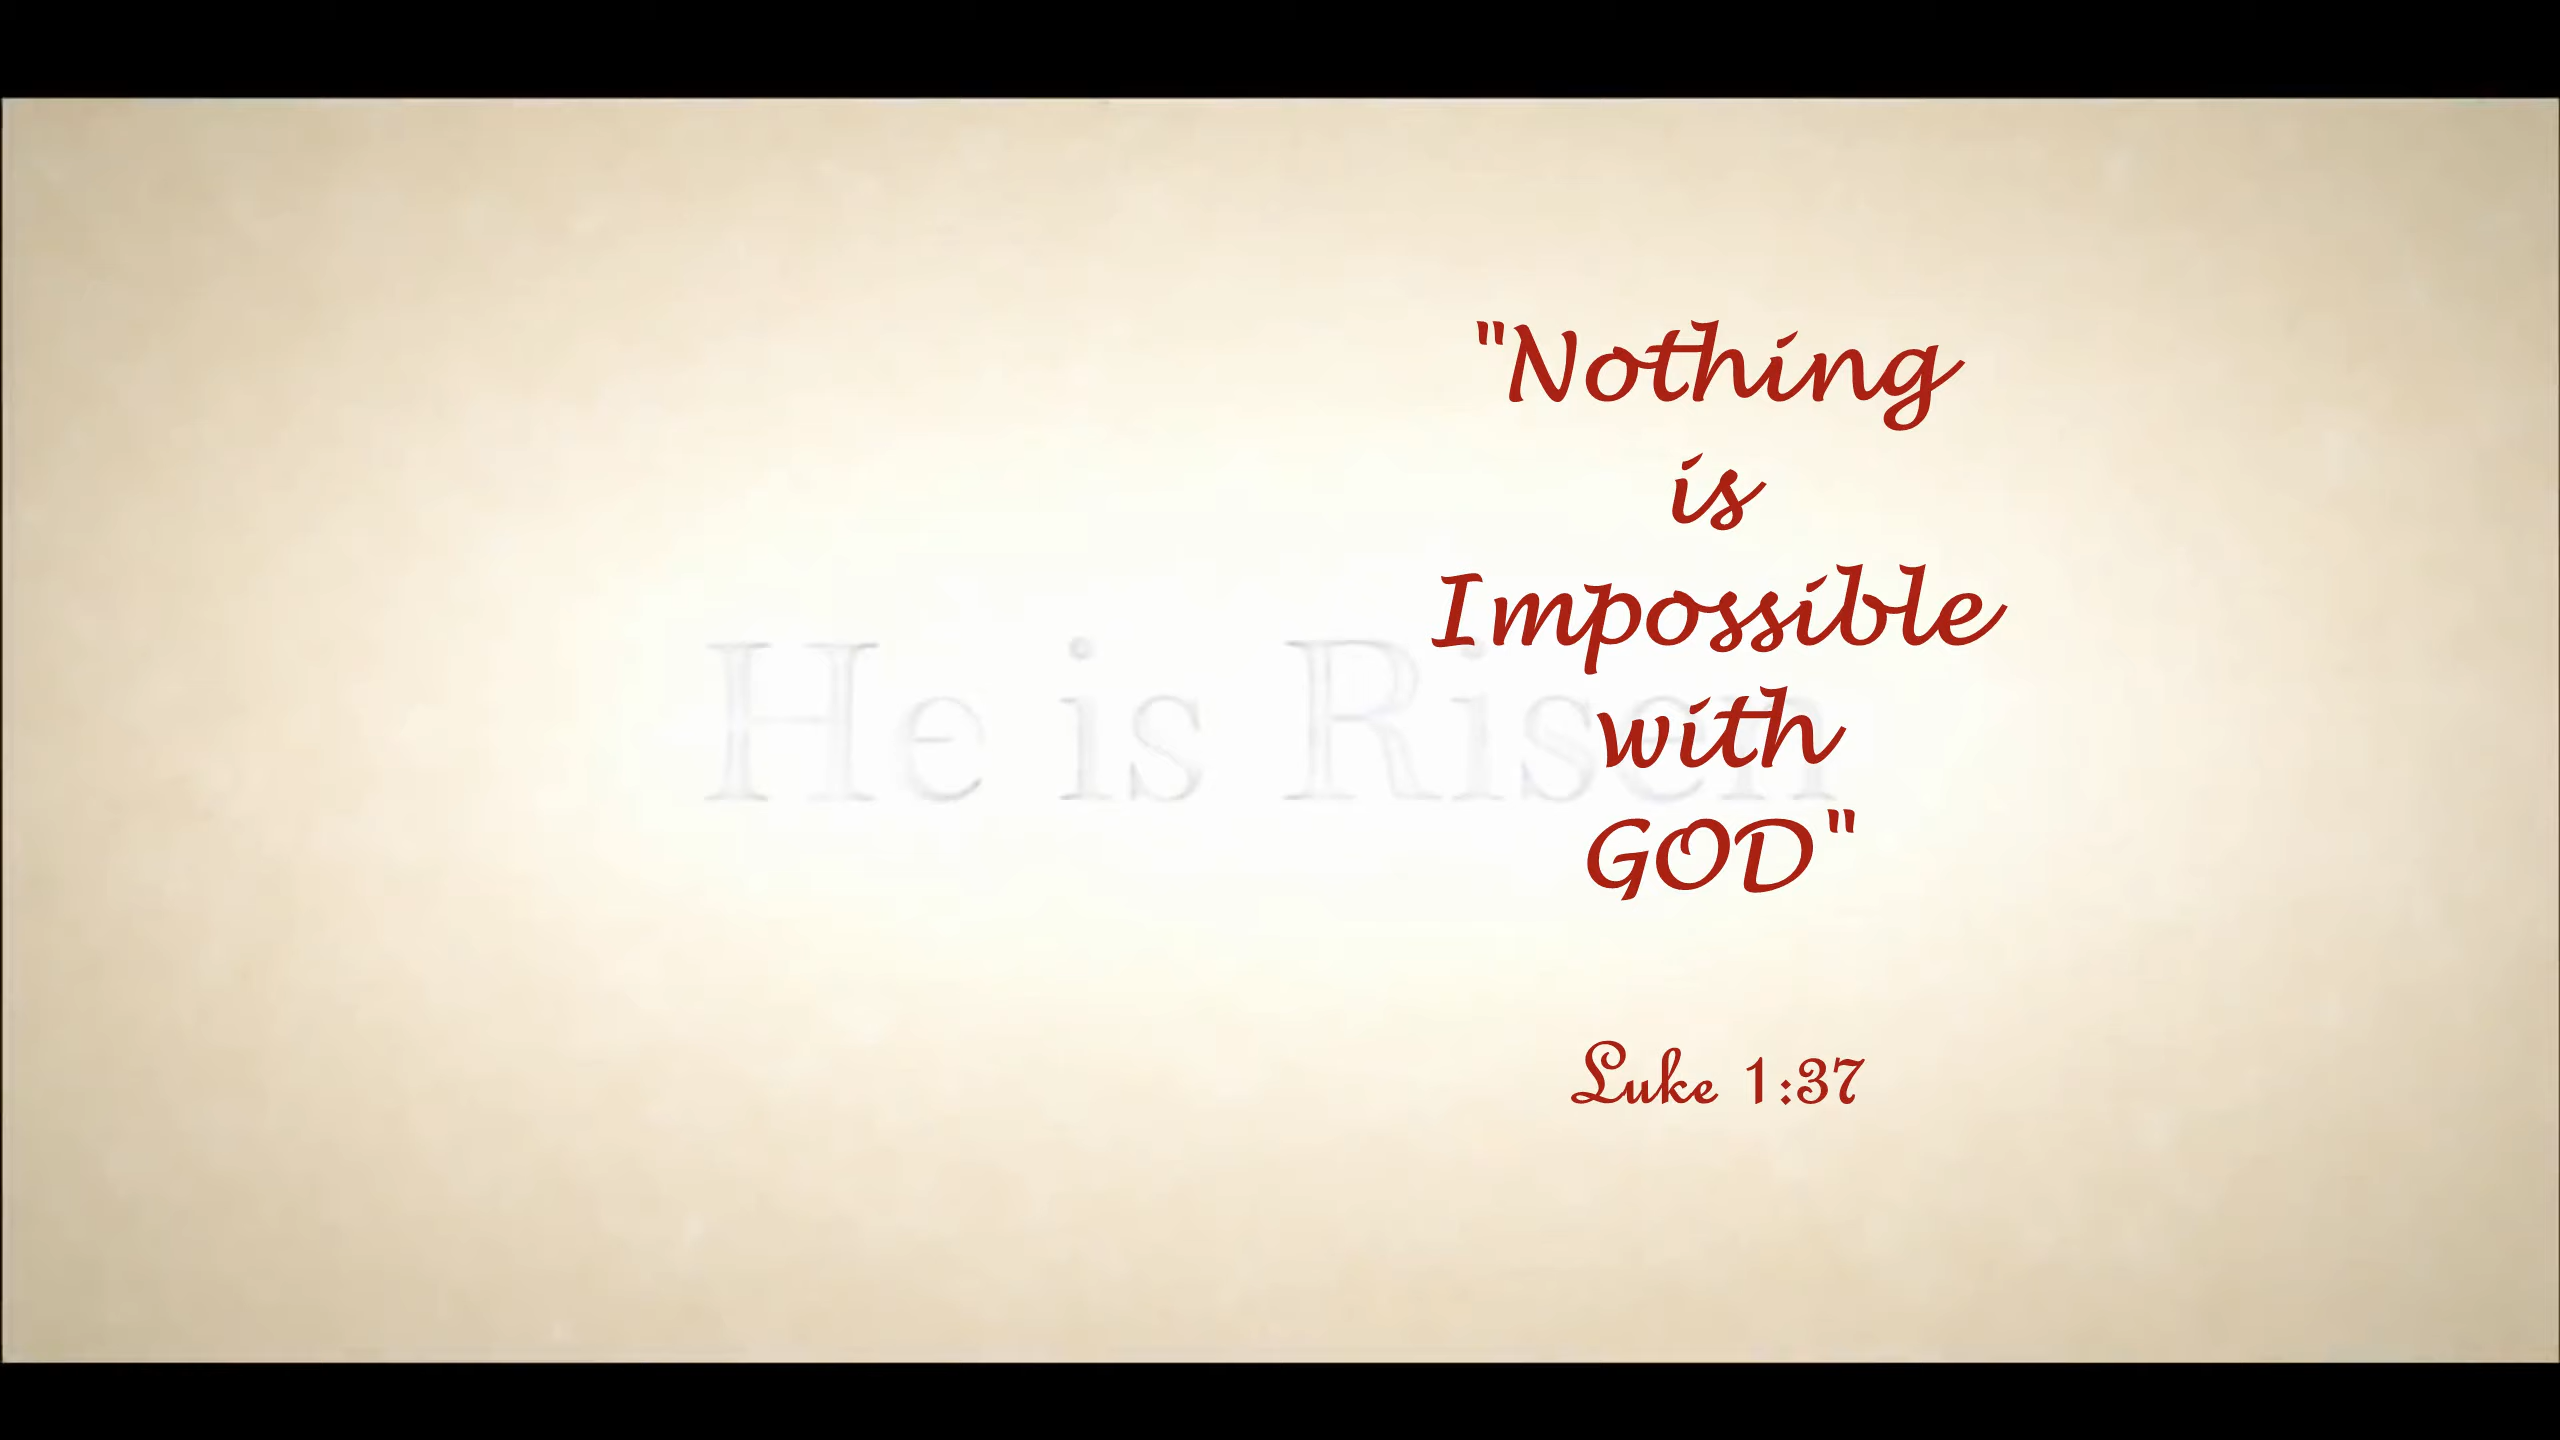 "Nothing
is
Impossible
with
GOD"
He is Risen
Luke 1:37